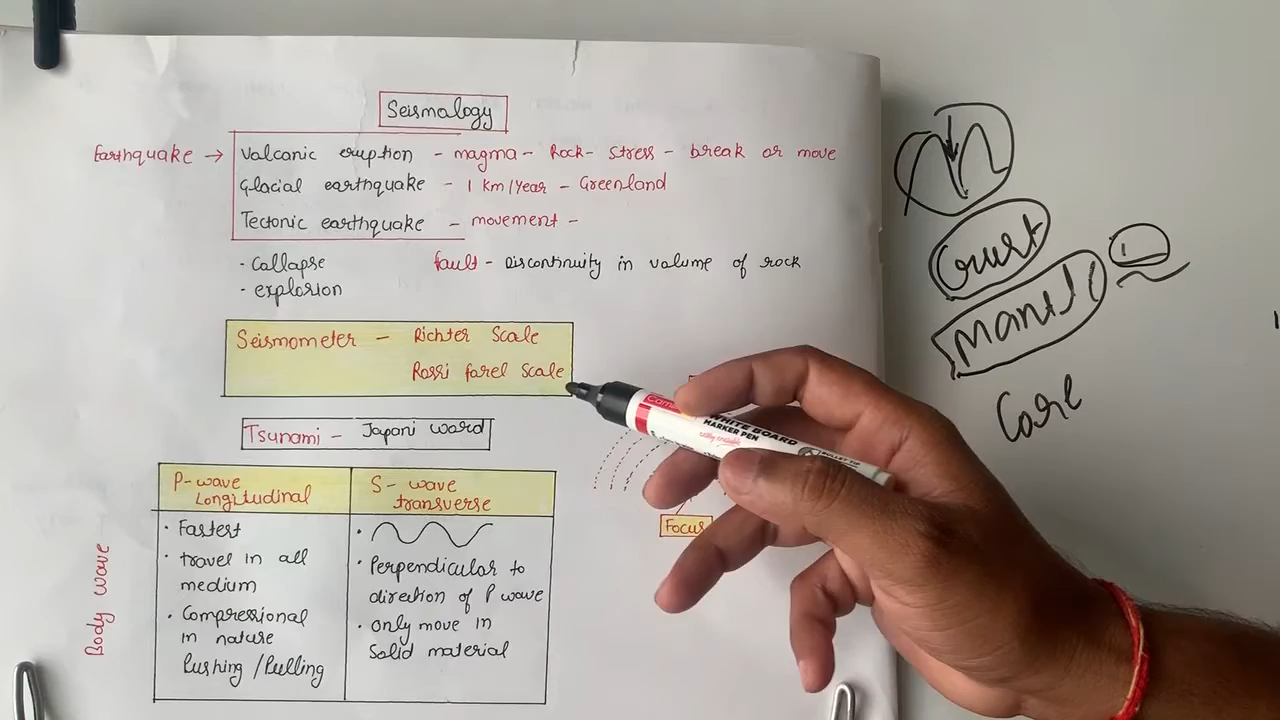 Seismalogy
Earthquake → Volcanic eruption - magma - Rock - stress - break or move
Glacial earthquake - 1 Km/Year - Greenland
Tectonic earthquake - movement -
· Collapse
· explosion
fault - Discontinuity in volume of rock
Seismometer - Richter Scale
Rossi farel Scale
Tsunami - Japani word
P-wave
Longitudinal
· Fastest
· travel in all
medium
· Compressional
in nature
Pushing/Pulling
S-wave
transverse
· Perpendicular to
direction of P wave
· only move in
Solid material
Body wave
Focus
Crust
Mantl
Core
WHITE BOARD
MARKER PEN